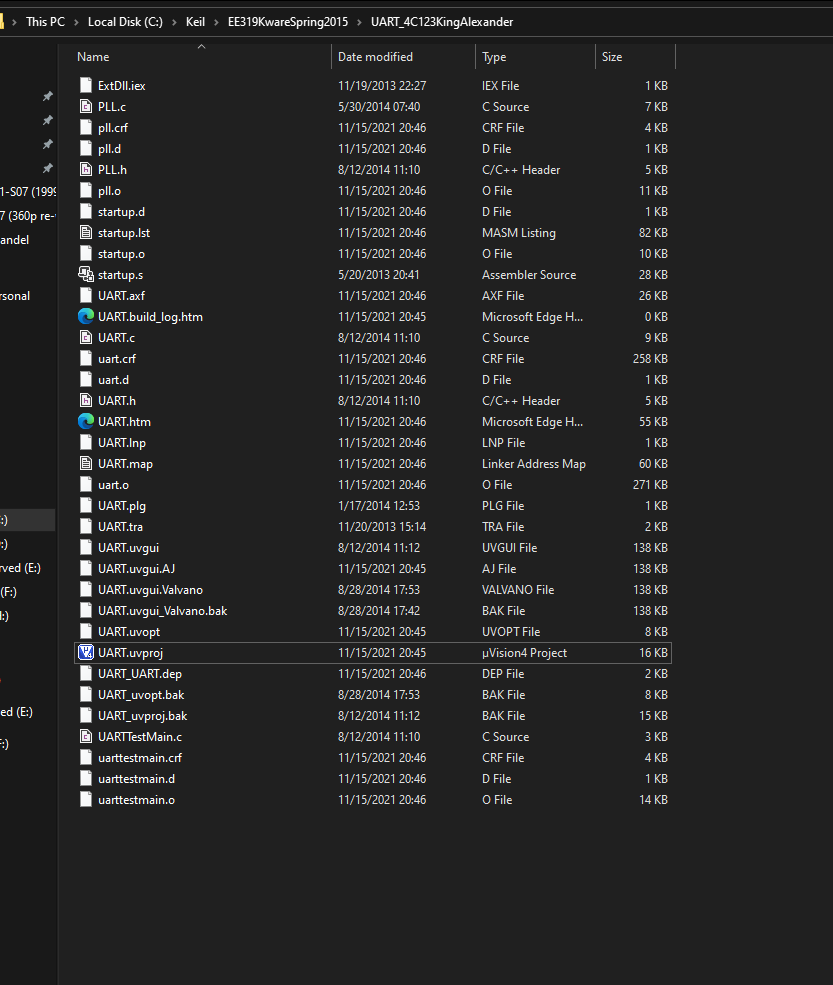 This PC > Local Disk (C:) > Keil > EE319KwareSpring2015 > UART_4C123KingAlexander
Name Date modified Type Size
ExtDll.iex 11/19/2013 22:27 IEX File 1 KB
PLL.c 5/30/2014 07:40 C Source 7 KB
pll.crf 11/15/2021 20:46 CRF File 4 KB
pll.d 11/15/2021 20:46 D File 1 KB
PLL.h 8/12/2014 11:10 C/C++ Header 5 KB
pll.o 11/15/2021 20:46 O File 11 KB
1-S07 (1999
startup.d 11/15/2021 20:46 D File 1 KB
7 (360p re-
startup.lst 11/15/2021 20:46 MASM Listing 82 KB
andel
startup.o 11/15/2021 20:46 O File 10 KB
startup.s 5/20/2013 20:41 Assembler Source 28 KB
rsonal
UART.axf 11/15/2021 20:46 AXF File 26 KB
UART.build_log.htm 11/15/2021 20:45 Microsoft Edge H... 0 KB
UART.c 8/12/2014 11:10 C Source 9 KB
uart.crf 11/15/2021 20:46 CRF File 258 KB
uart.d 11/15/2021 20:46 D File 1 KB
UART.h 8/12/2014 11:10 C/C++ Header 5 KB
UART.htm 11/15/2021 20:46 Microsoft Edge H... 55 KB
UART.lnp 11/15/2021 20:46 LNP File 1 KB
UART.map 11/15/2021 20:46 Linker Address Map 60 KB
uart.o 11/15/2021 20:46 O File 271 KB
UART.plg 1/17/2014 12:53 PLG File 1 KB
:)
UART.tra 11/20/2013 15:14 TRA File 2 KB
:)
UART.uvgui 8/12/2014 11:12 UVGUI File 138 KB
rved (E:)
UART.uvgui.AJ 11/15/2021 20:45 AJ File 138 KB
(F:)
UART.uvgui.Valvano 8/28/2014 17:53 VALVANO File 138 KB
:)
UART.uvgui_Valvano.bak 8/28/2014 17:42 BAK File 138 KB
UART.uvopt 11/15/2021 20:45 UVOPT File 8 KB
UART.uvproj 11/15/2021 20:45 µVision4 Project 16 KB
UART_UART.dep 11/15/2021 20:46 DEP File 2 KB
UART_uvopt.bak 8/28/2014 17:53 BAK File 8 KB
ed (E:)
UART_uvproj.bak 8/12/2014 11:12 BAK File 15 KB
UARTTestMain.c 8/12/2014 11:10 C Source 3 KB
:)
uarttestmain.crf 11/15/2021 20:46 CRF File 4 KB
uarttestmain.d 11/15/2021 20:46 D File 1 KB
uarttestmain.o 11/15/2021 20:46 O File 14 KB